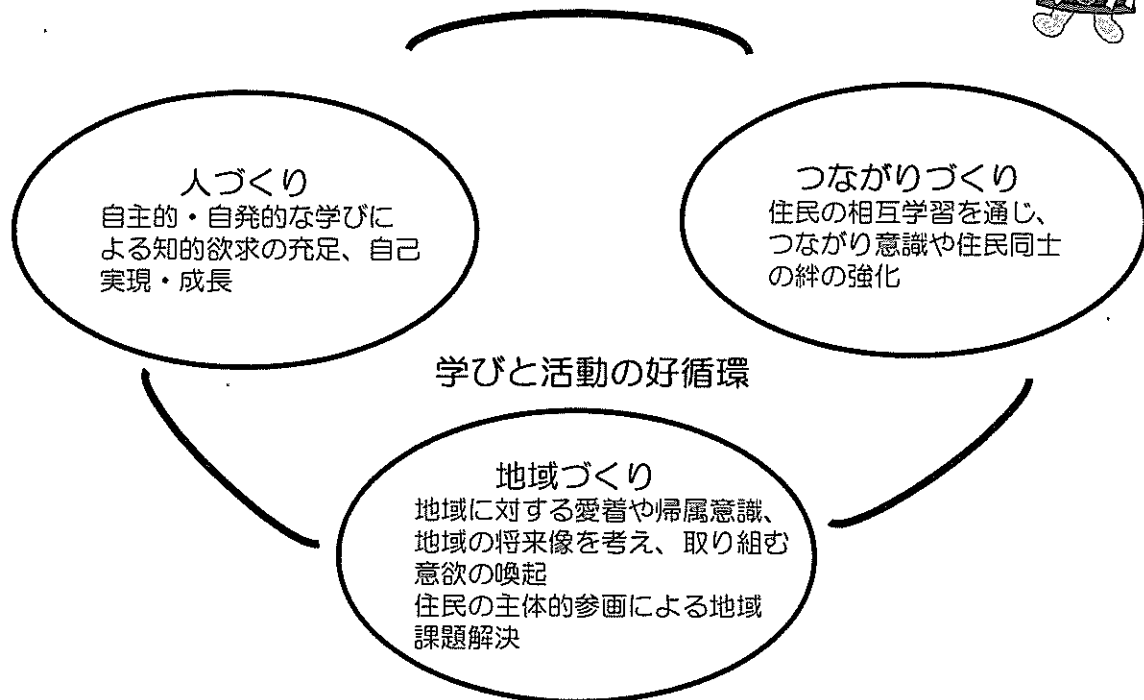 人づくり
自主的・自発的な学びに
よる知的欲求の充足、自己
実現・成長
つながりづくり
住民の相互学習を通じ、
つながり意識や住民同士
の絆の強化
学びと活動の好循環
地域づくり
地域に対する愛着や帰属意識、
地域の将来像を考え、取り組む
意欲の喚起
住民の主体的参画による地域
課題解決